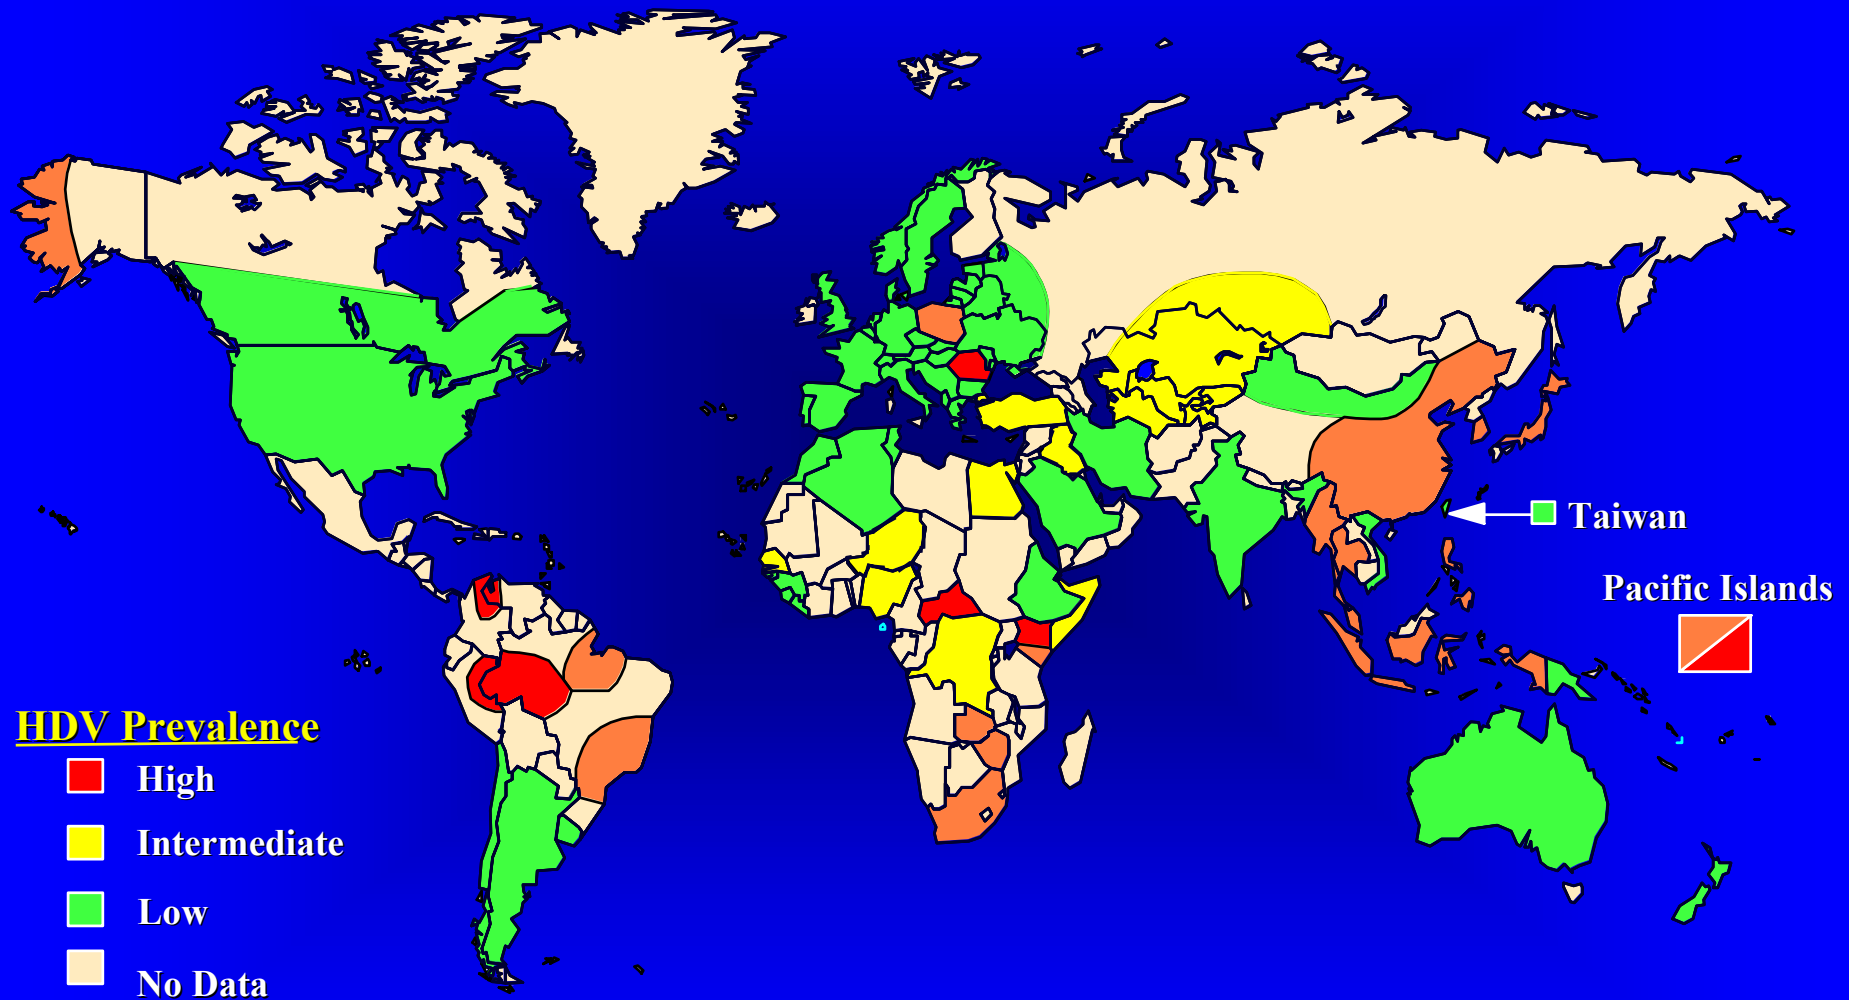 Taiwan
Pacific Islands
HDV Prevalence
High
Intermediate
Low
No Data